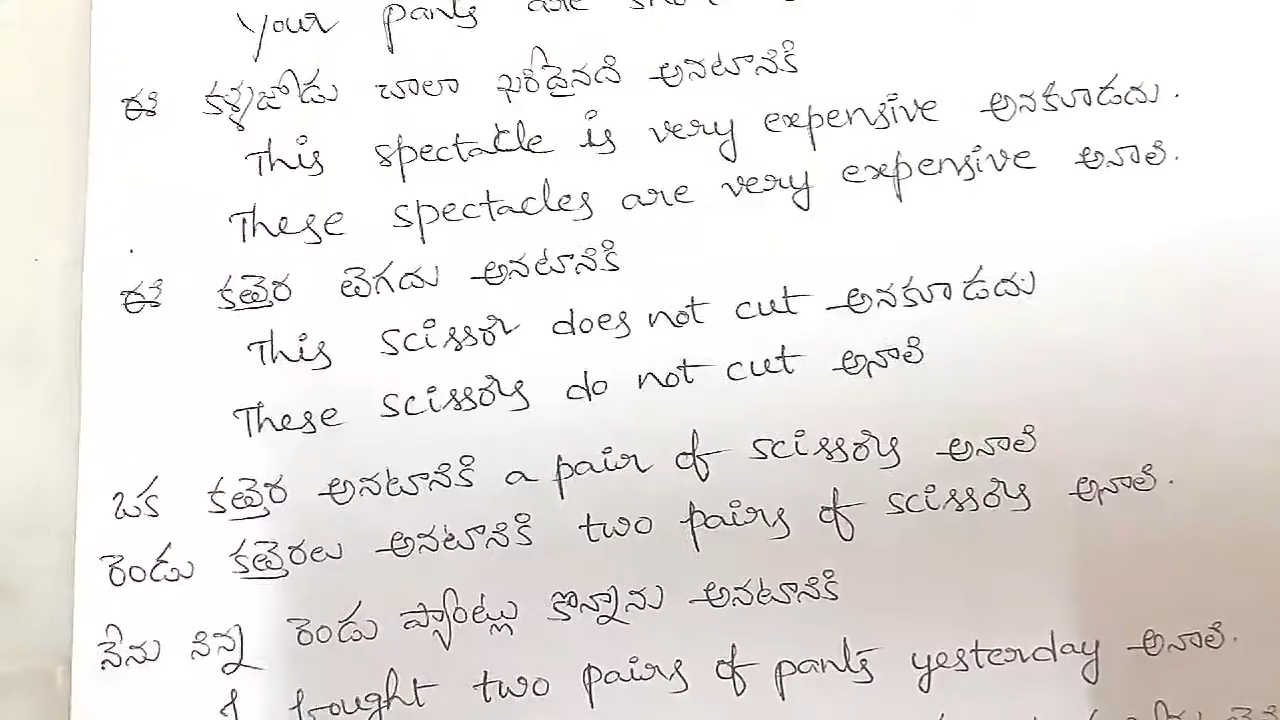 Your pants are
ఈ కళ్ళజోడు చాలా ఖరీదైనది అనటానికి
This spectacle is very expensive అనకూడదు.
These spectacles are very expensive అనాలి.
ఈ కత్తెర తెగదు అనటానికి
This scissor does not cut అనకూడదు
These scissors do not cut అనాలి
ఒక కత్తెర అనటానికి a pair of scissors అనాలి
రెండు కత్తెరలు అనటానికి two pairs of scissors అనాలి.
నేను నిన్న రెండు ప్యాంట్లు కొన్నాను అనటానికి
I bought two pairs of pants yesterday అనాలి.